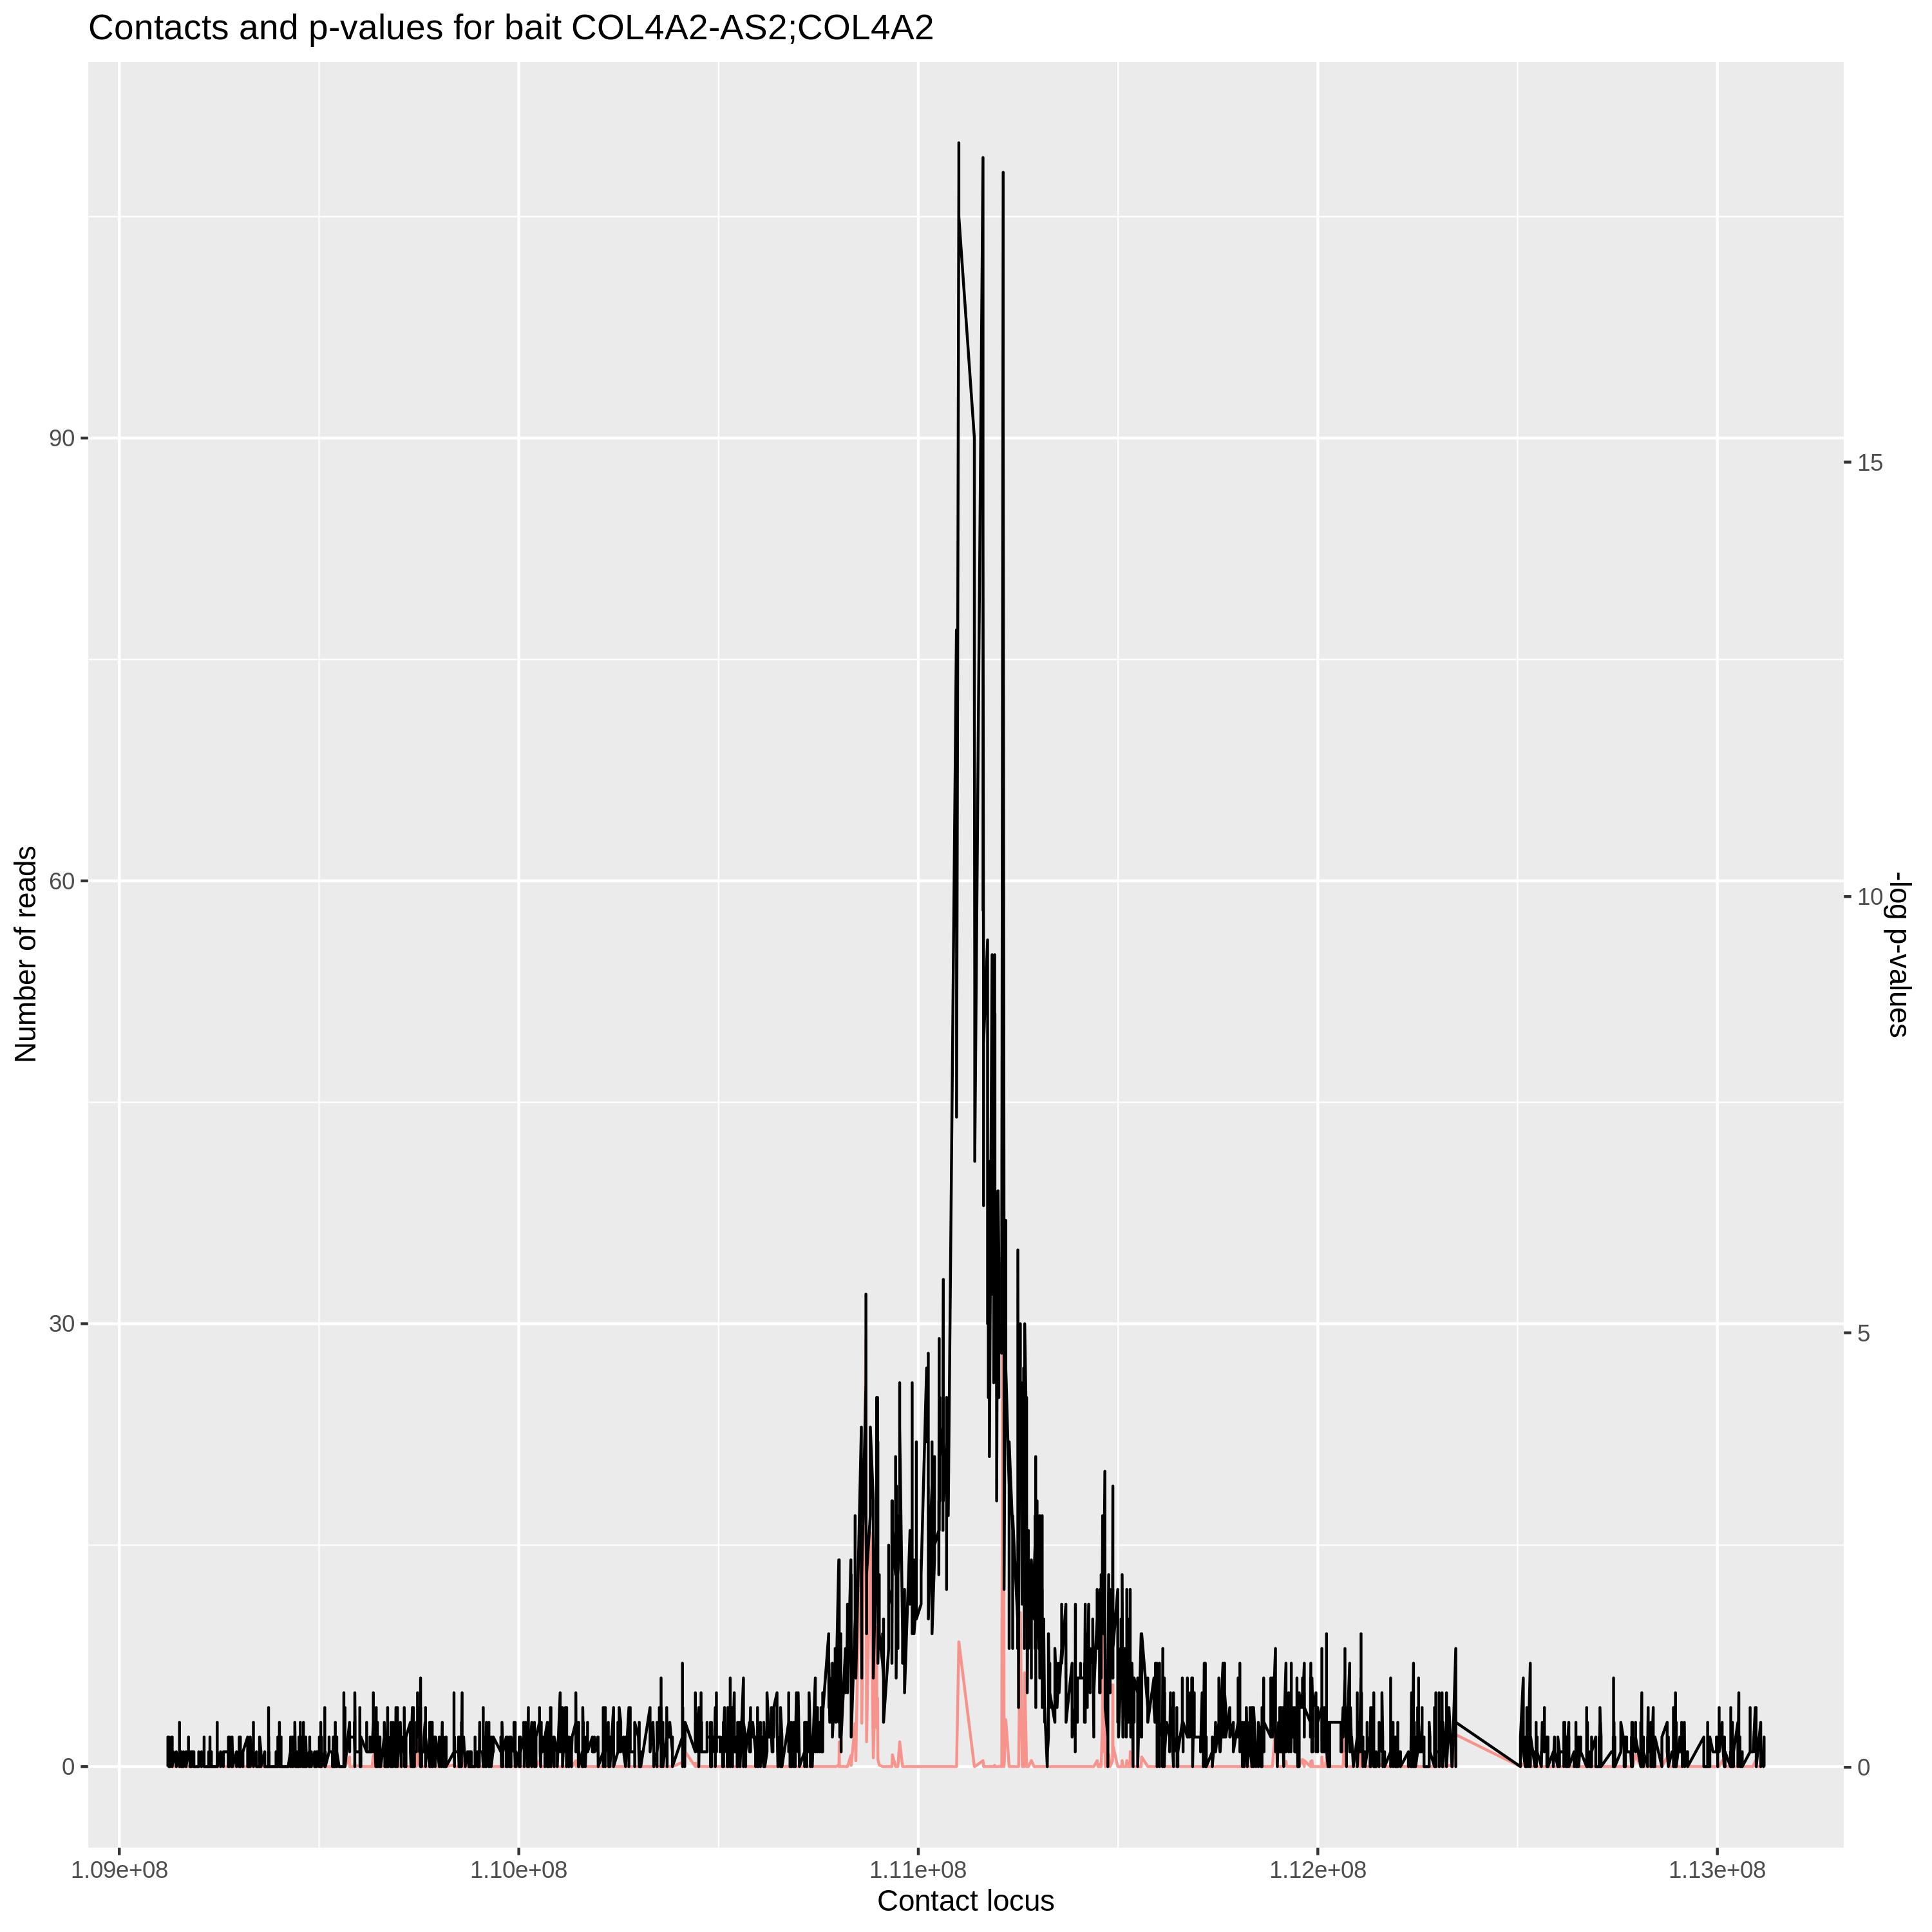 Contacts and p-values for bait COL4A2-AS2;COL4A2
Number of reads
90
60
30
0
15
10
5
0
-log p-values
1.09e+08
1.10e+08
1.11e+08
1.12e+08
1.13e+08
Contact locus